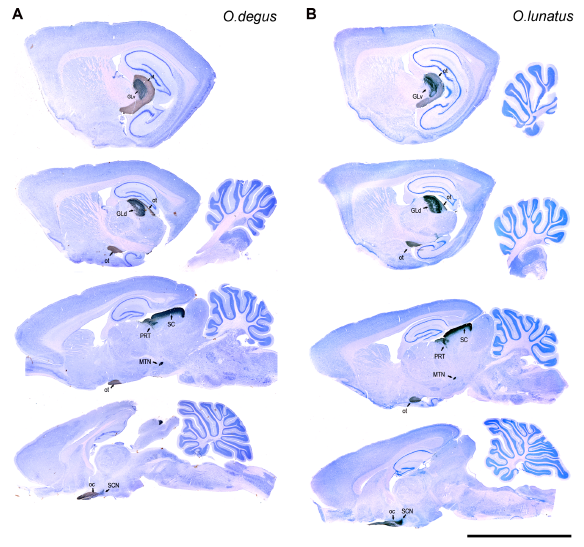 A
O.degus
B
O.lunatus
ot
GLv
ot
GLv
ot
GLd
ot
ot
GLd
ot
SC
PRT
MTN
ot
SC
PRT
MTN
ot
oc
SCN
oc
SCN